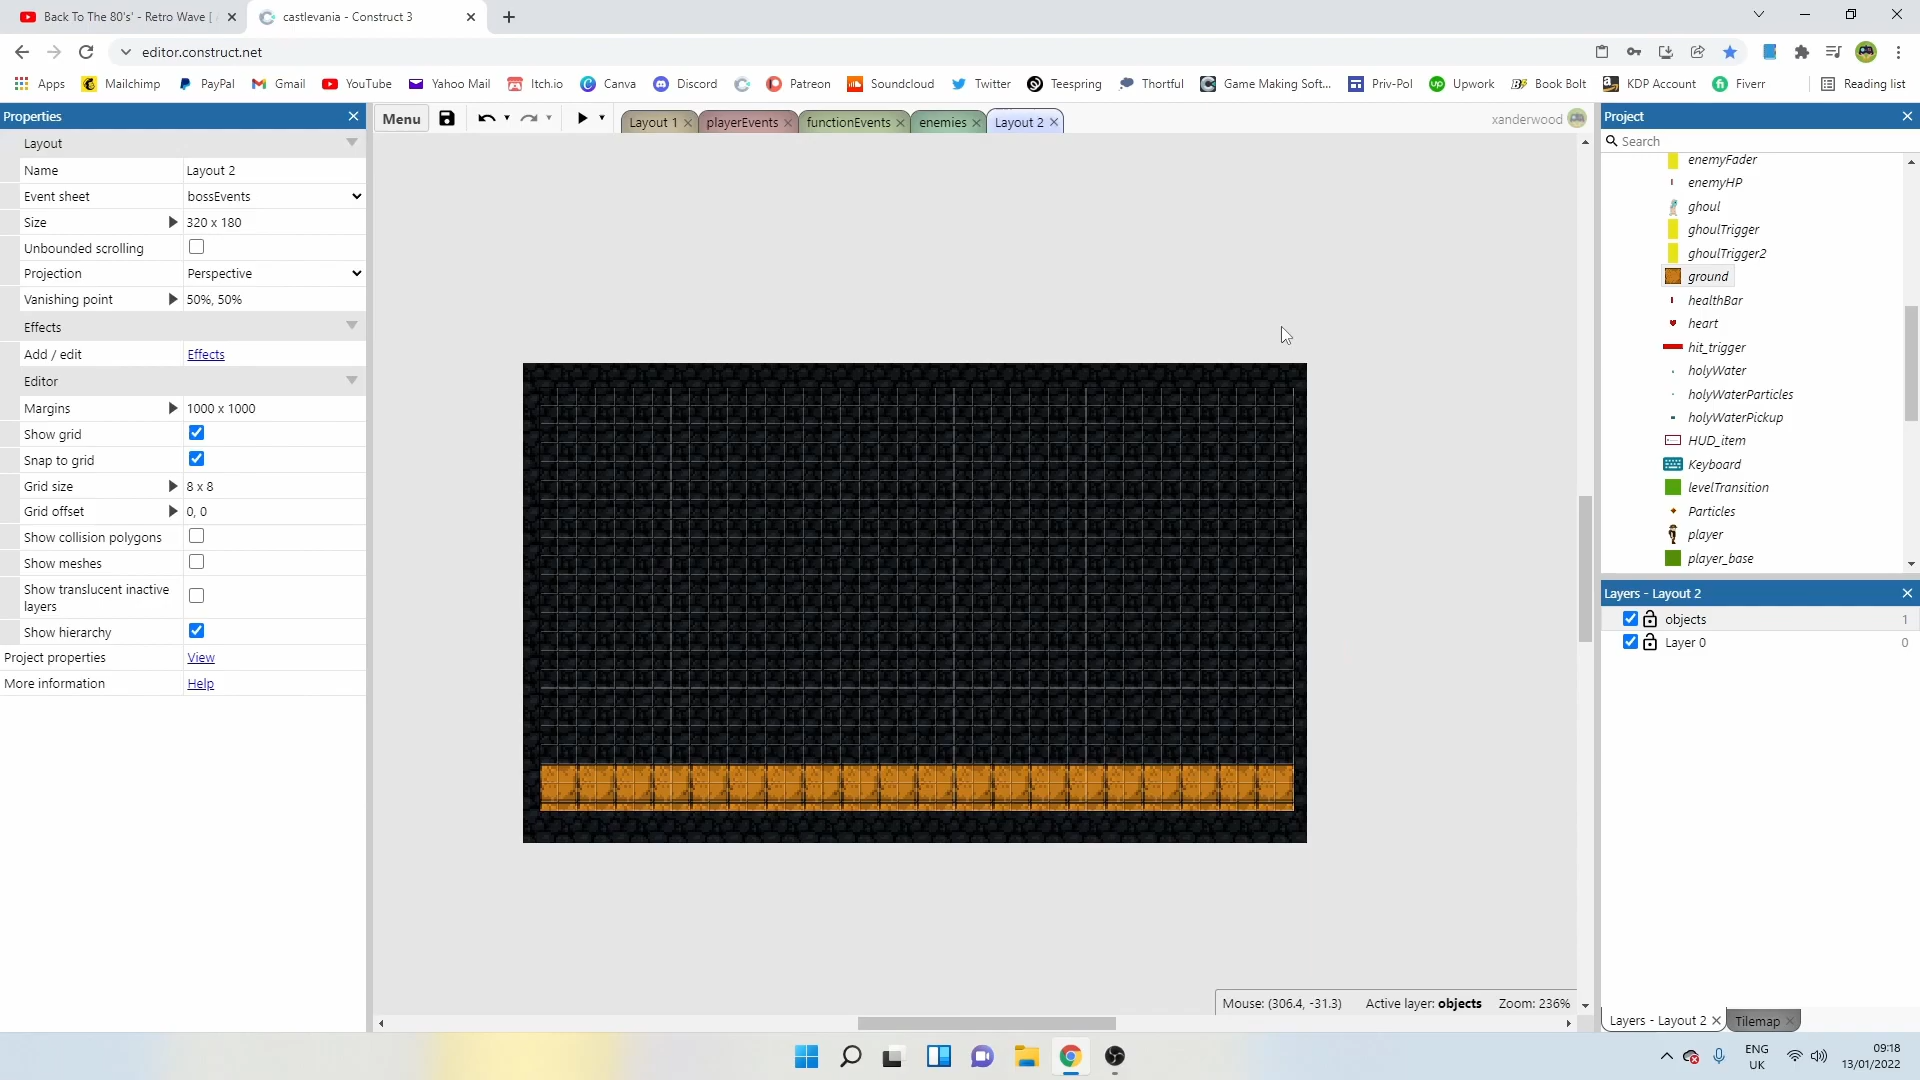 Back To The 80's' - Retro Wave [
castlevania - Construct 3
editor.construct.net
Apps Mailchimp PayPal Gmail YouTube Yahoo Mail Itch.io Canva Discord Patreon Soundcloud Twitter Teespring Thortful Game Making Soft... Priv-Pol Upwork Book Bolt KDP Account Fiverr Reading list
Properties
Layout
Name Layout 2
Event sheet bossEvents
Size 320 x 180
Unbounded scrolling
Projection Perspective
Vanishing point 50%, 50%
Effects
Add / edit Effects
Editor
Margins 1000 x 1000
Show grid
Snap to grid
Grid size 8 x 8
Grid offset 0, 0
Show collision polygons
Show meshes
Show translucent inactive
layers
Show hierarchy
Project properties View
More information Help
Menu
Layout 1 playerEvents functionEvents enemies Layout 2
xanderwood
Mouse: (306.4, -31.3) Active layer: objects Zoom: 236%
Project
Search
enemyFader
enemyHP
ghoul
ghoulTrigger
ghoulTrigger2
ground
healthBar
heart
hit_trigger
holyWater
holyWaterParticles
holyWaterPickup
HUD_item
Keyboard
levelTransition
Particles
player
player_base
Layers - Layout 2
objects 1
Layer 0 0
Layers - Layout 2 Tilemap
ENG
UK
09:18
13/01/2022